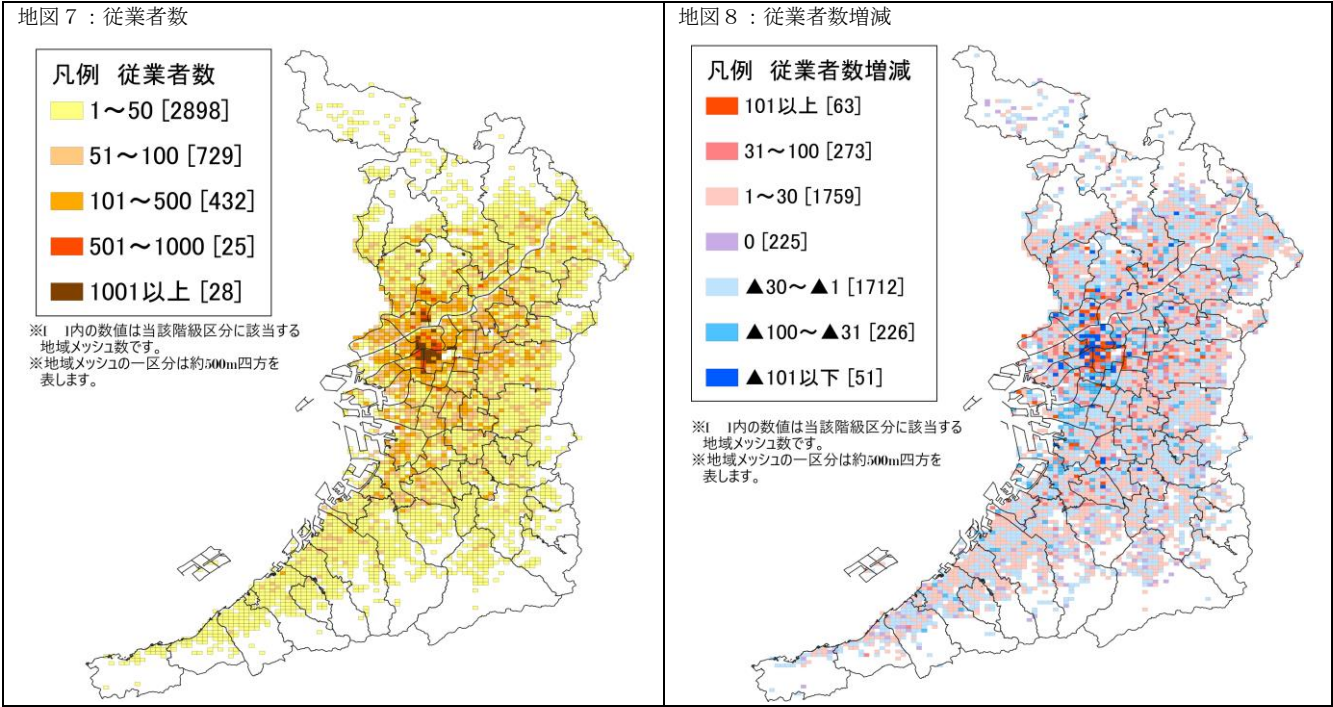 地図７：従業者数
凡例 従業者数
1～50 [2898]
51～100 [729]
101～500 [432]
501～1000 [25]
1001以上 [28]
※[ ]内の数値は当該階級区分に該当する
地域メッシュ数です。
※地域メッシュの一区分は約500m四方を
表します。
地図８：従業者数増減
凡例 従業者数増減
101以上 [63]
31～100 [273]
1～30 [1759]
0 [225]
▲30～▲1 [1712]
▲100～▲31 [226]
▲101以下 [51]
※[ ]内の数値は当該階級区分に該当する
地域メッシュ数です。
※地域メッシュの一区分は約500m四方を
表します。